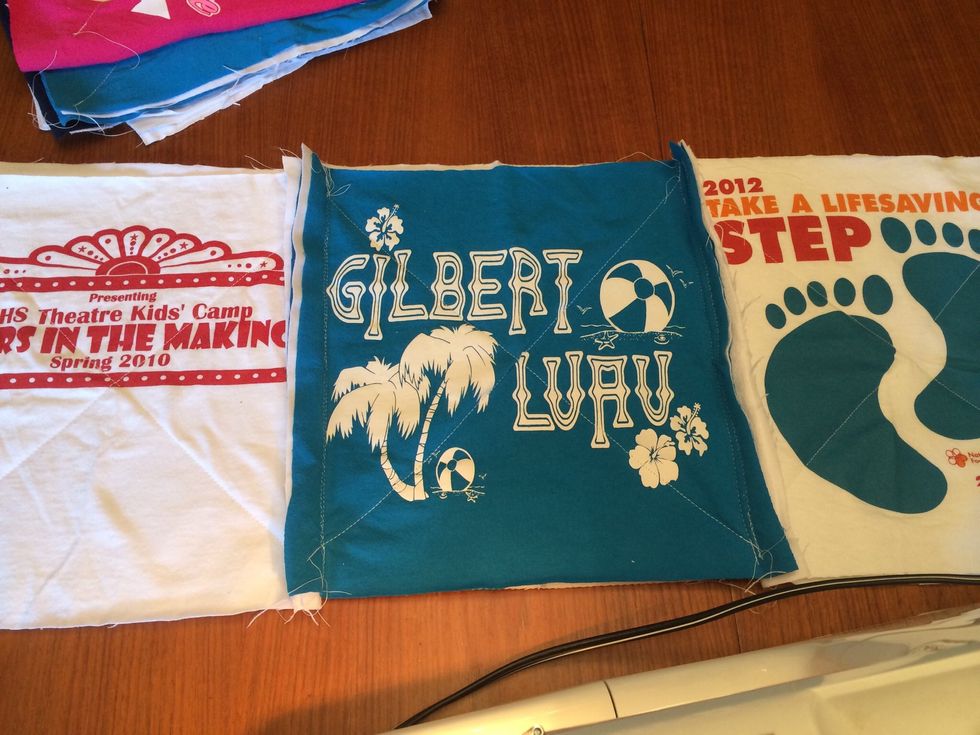 Presenting
HS Theatre Kids' Camp
RS IN THE MAKING
Spring 2010
GILBERT
LUAU
2012
TAKE A LIFESAVING
STEP